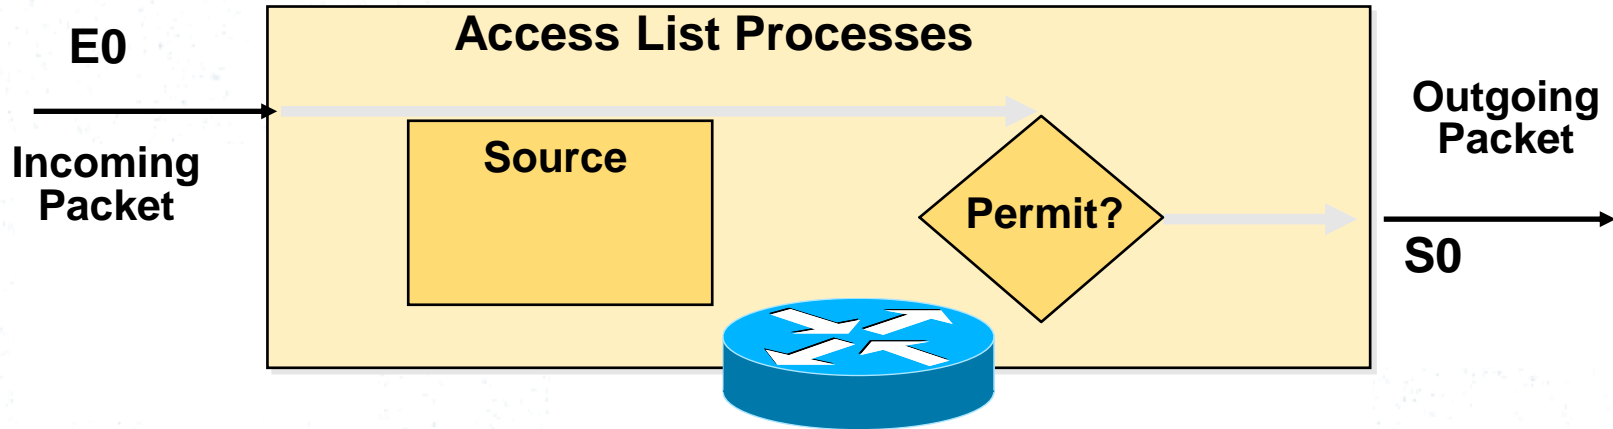 E0
Incoming
Packet
Access List Processes
Source
Permit?
Outgoing
Packet
S0